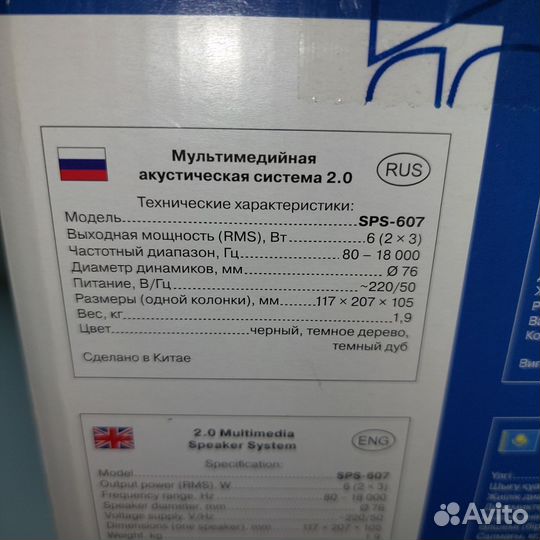 Мультимедийная
акустическая система 2.0
RUS
Технические характеристики:
Модель SPS-607
Выходная мощность (RMS), Вт 6 (2 × 3)
Частотный диапазон, Гц 80 – 18 000
Диаметр динамиков, мм Ø 76
Питание, В/Гц ~220/50
Размеры (одной колонки), мм 117 × 207 × 105
Вес, кг 1,9
Цвет черный, темное дерево,
темный дуб
Сделано в Китае
2.0 Multimedia
Speaker System
ENG
Specification:
Model SPS-607
Output power (RMS), W 6 (2 × 3)
Frequency range, Hz 80 – 18 000
Speaker diameter, mm Ø 76
Voltage supply, V/Hz ~220/50
Dimensions (one speaker), mm 117 × 207 × 105
Weight, kg 1,9
Avito